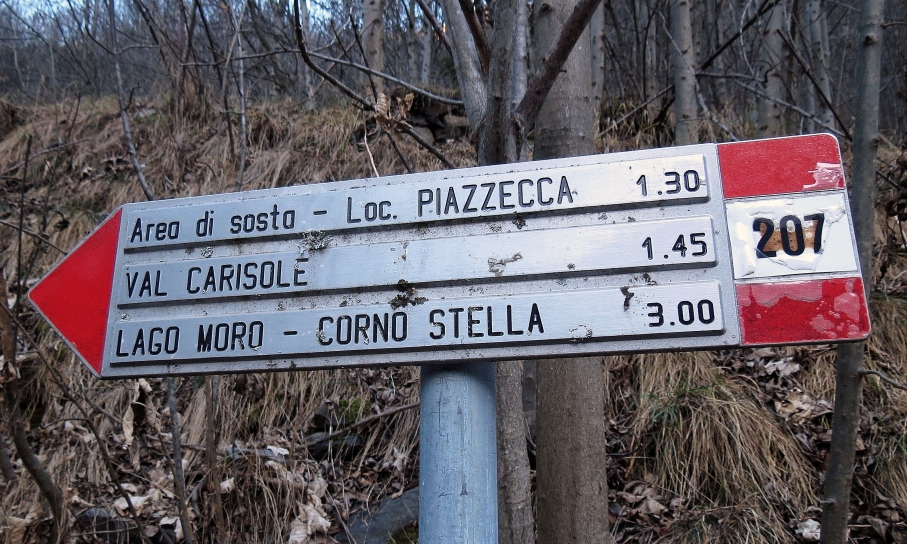 Area di sosta - Loc. PIAZZECCA 1.30
VAL CARISOLE 1.45
LAGO MORO - CORNO STELLA 3.00
207